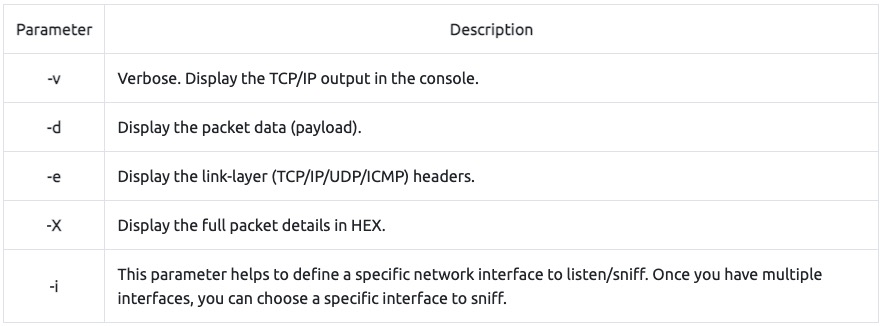 Parameter Description
-v Verbose. Display the TCP/IP output in the console.
-d Display the packet data (payload).
-e Display the link-layer (TCP/IP/UDP/ICMP) headers.
-X Display the full packet details in HEX.
-i This parameter helps to define a specific network interface to listen/sniff. Once you have multiple
interfaces, you can choose a specific interface to sniff.